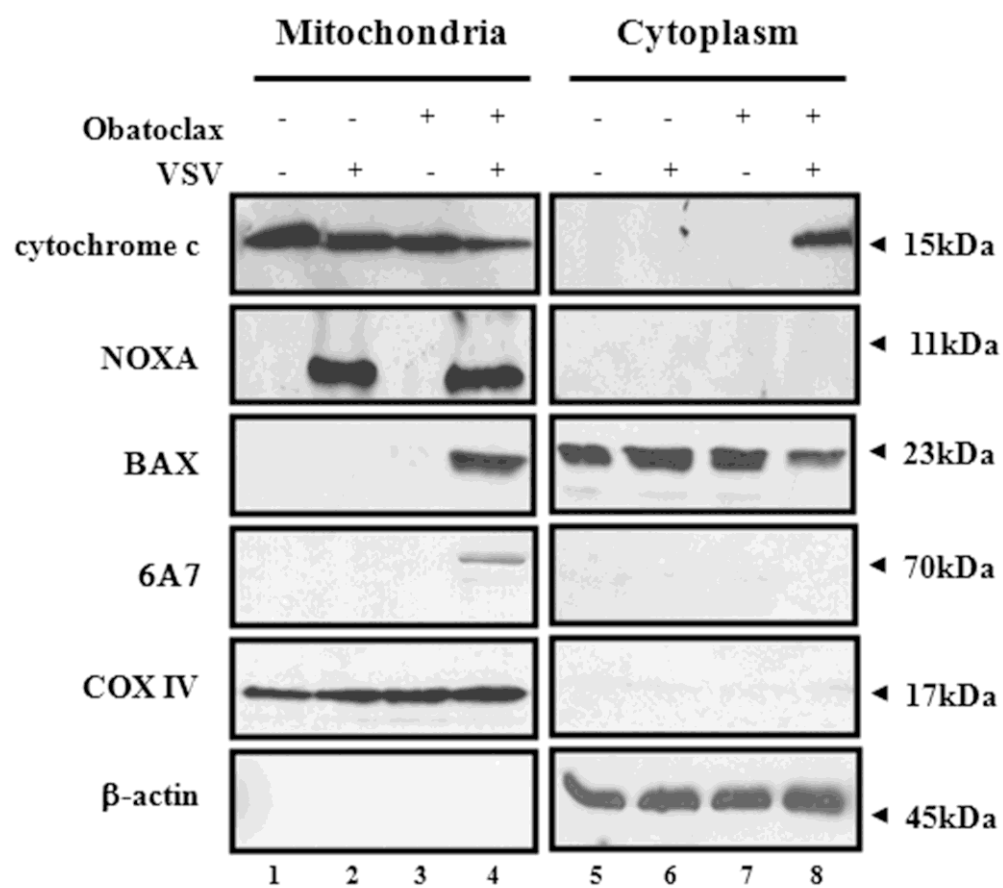 Mitochondria Cytoplasm
Obatoclax - - + + - - + +
VSV - + - + - + - +
cytochrome c ◄ 15kDa
NOXA ◄ 11kDa
BAX ◄ 23kDa
6A7 ◄ 70kDa
COX IV ◄ 17kDa
β-actin ◄ 45kDa
1 2 3 4 5 6 7 8